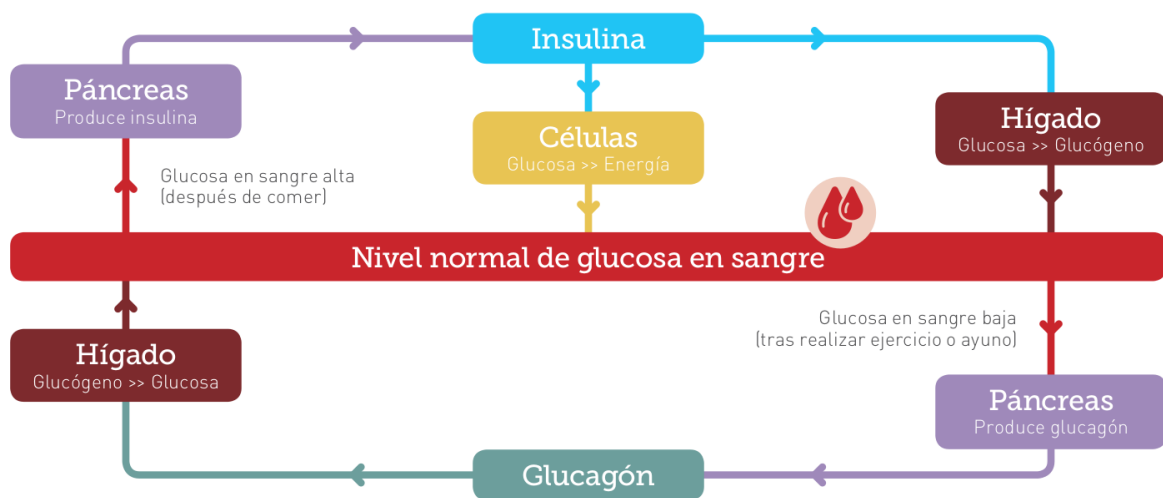 Insulina
Páncreas
Produce insulina
Células
Glucosa >> Energía
Hígado
Glucosa >> Glucógeno
Glucosa en sangre alta
(después de comer)
Nivel normal de glucosa en sangre
Hígado
Glucógeno >> Glucosa
Glucosa en sangre baja
(tras realizar ejercicio o ayuno)
Páncreas
Produce glucagón
Glucagón